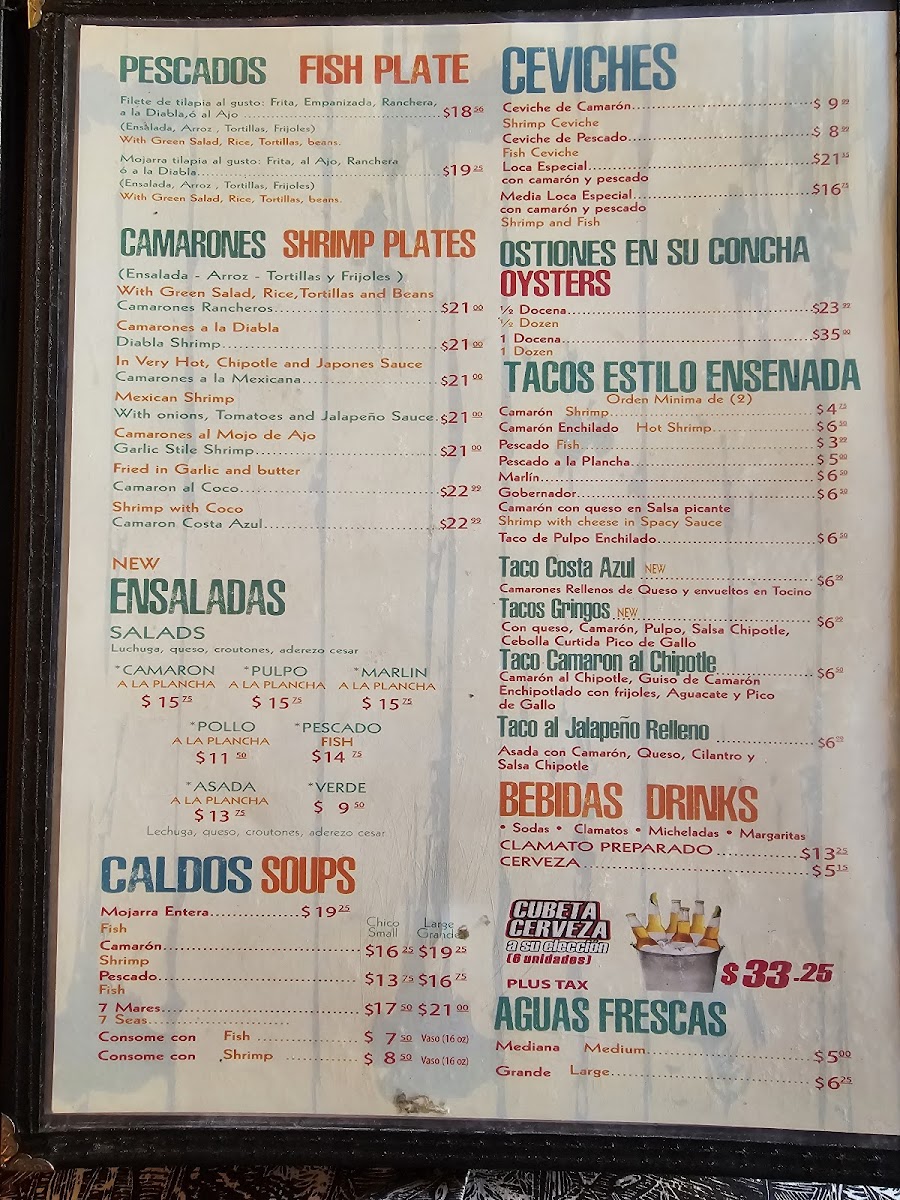 PESCADOS FISH PLATE
Filete de tilapia al gusto: Frita, Empanizada, Ranchera,
a la Diabla,ó al Ajo $18 56
(Ensalada, Arroz , Tortillas, Frijoles)
With Green Salad, Rice, Tortillas, beans.
Mojarra tilapia al gusto: Frita, al Ajo, Ranchera
ó a la Diabla $19 25
(Ensalada, Arroz , Tortillas, Frijoles)
With Green Salad, Rice, Tortillas, beans.
CAMARONES SHRIMP PLATES
(Ensalada - Arroz - Tortillas y Frijoles )
With Green Salad, Rice,Tortillas and Beans
Camarones Rancheros $21 00
Camarones a la Diabla
Diabla Shrimp $21 00
In Very Hot, Chipotle and Japones Sauce
Camarones a la Mexicana $21 00
Mexican Shrimp
With onions, Tomatoes and Jalapeño Sauce. $21 00
Camarones al Mojo de Ajo
Garlic Stile Shrimp $21 00
Fried in Garlic and butter
Camaron al Coco $22 99
Shrimp with Coco
Camaron Costa Azul $22 99
NEW
ENSALADAS
SALADS
Luchuga, queso, croutones, aderezo cesar
*CAMARON *PULPO *MARLIN
A LA PLANCHA A LA PLANCHA A LA PLANCHA
$ 15 75 $ 15 75 $ 15 75
*POLLO *PESCADO
A LA PLANCHA FISH
$ 11 50 $14 75
*ASADA *VERDE
A LA PLANCHA
$ 13 75 $ 9 50
Lechuga, queso, croutones, aderezo cesar
CALDOS SOUPS
Mojarra Entera $ 19 25
Fish
Chico Large
Small Grande
Camarón $16 25 $19 25
Shrimp
Pescado $13 75 $16 75
Fish
7 Mares $17 50 $21 00
7 Seas
Consome con Fish $ 7 50 Vaso (16 oz)
Consome con Shrimp $ 8 50 Vaso (16 oz)
CEVICHES
Ceviche de Camarón $ 9 99
Shrimp Ceviche
Ceviche de Pescado $ 8 99
Fish Ceviche
Loca Especial $21 35
con camarón y pescado
Media Loca Especial $16 75
con camarón y pescado
Shrimp and Fish
OSTIONES EN SU CONCHA
OYSTERS
½ Docena $23 99
½ Dozen
1 Docena $35 00
1 Dozen
TACOS ESTILO ENSENADA
Orden Minima de (2)
Camarón Shrimp $ 4 75
Camarón Enchilado Hot Shrimp $ 6 50
Pescado Fish $ 3 99
Pescado a la Plancha $ 5 00
Marlín $ 6 50
Gobernador $ 6 50
Camarón con queso en Salsa picante
Shrimp with cheese in Spacy Sauce
Taco de Pulpo Enchilado $ 6 50
Taco Costa Azul NEW $6 99
Camarones Rellenos de Queso y envueltos en Tocino
Tacos Gringos NEW $6 99
Con queso, Camarón, Pulpo, Salsa Chipotle,
Cebolla Curtida Pico de Gallo
Taco Camaron al Chipotle $6 50
Camarón al Chipotle, Guiso de Camarón
Enchipotlado con frijoles, Aguacate y Pico
de Gallo
Taco al Jalapeño Relleno $6 99
Asada con Camarón, Queso, Cilantro y
Salsa Chipotle
BEBIDAS DRINKS
• Sodas • Clamatos • Micheladas • Margaritas
CLAMATO PREPARADO $13 25
CERVEZA $ 5 15
CUBETA
CERVEZA
a su elección
(6 unidades)
$33.25
PLUS TAX
AGUAS FRESCAS
Mediana Medium $ 5 00
Grande Large $ 6 25